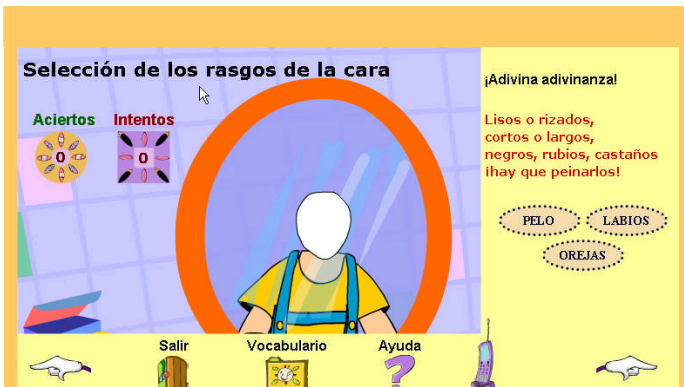 Selección de los rasgos de la cara
Aciertos
Intentos
0
0
¡Adivina adivinanza!
Lisos o rizados,
cortos o largos,
negros, rubios, castaños
¡hay que peinarlos!
PELO
LABIOS
OREJAS
Salir
Vocabulario
Ayuda